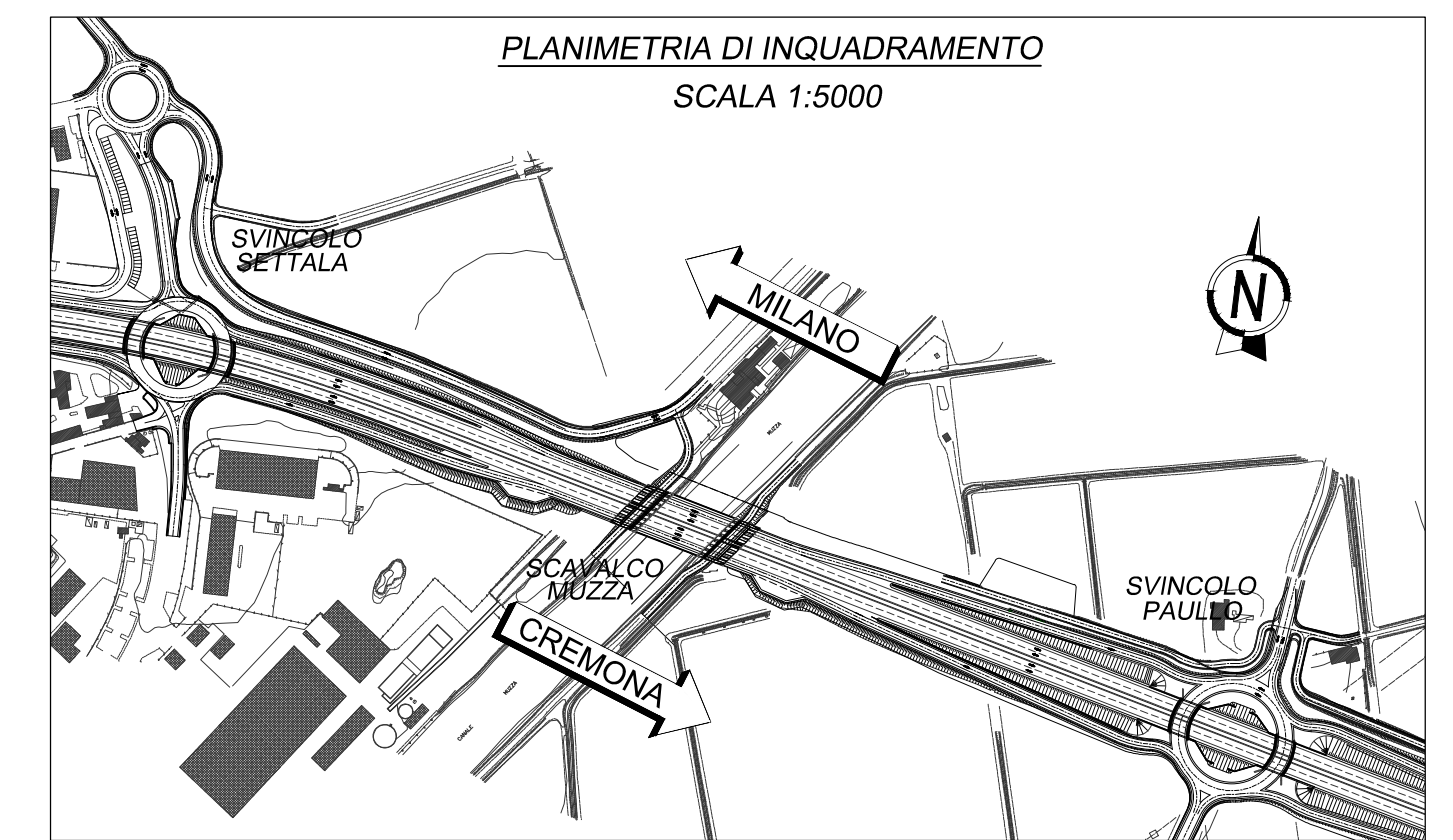 PLANIMETRIA DI INQUADRAMENTO
SCALA 1:5000
SVINCOLO
SETTALA
MILANO
N
MUZZA
SCAVALCO
MUZZA
CREMONA
SVINCOLO
PAULLO
MUZZA
CANALE